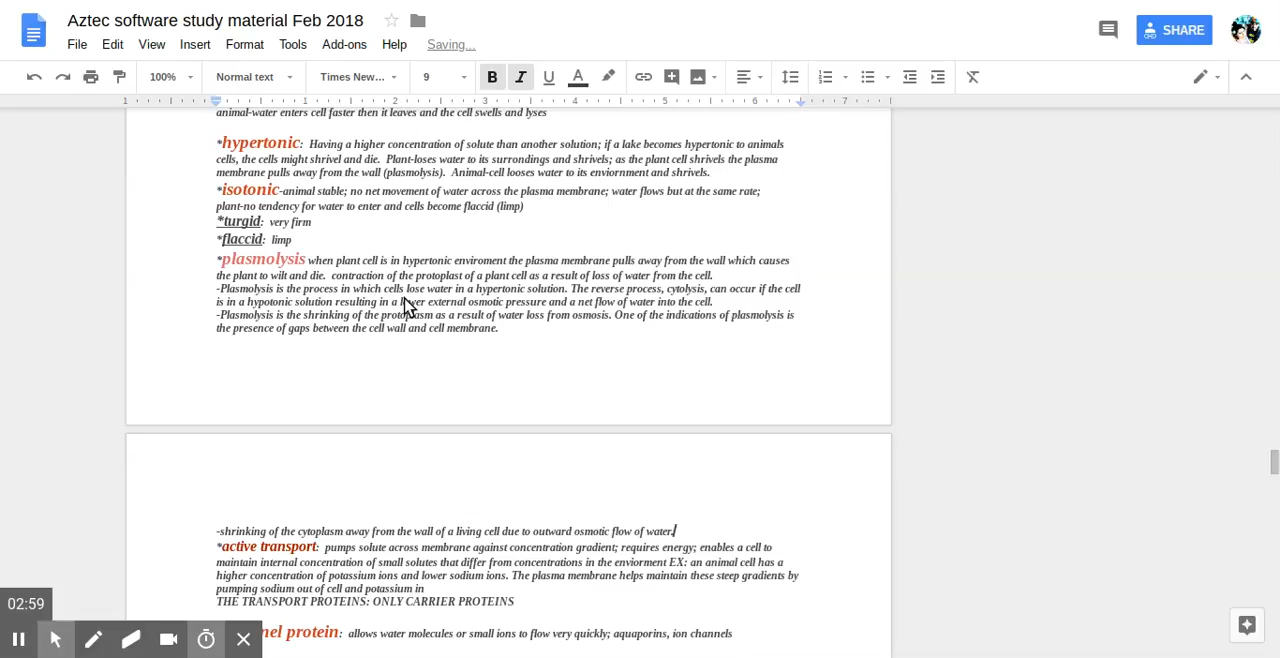 Aztec software study material Feb 2018
File Edit View Insert Format Tools Add-ons Help Saving...
SHARE
100% Normal text Times New... 9 B I U A
1 1 2 3 4 5 6 7
animal-water enters cell faster then it leaves and the cell swells and lyses
*hypertonic: Having a higher concentration of solute than another solution; if a lake becomes hypertonic to animals
cells, the cells might shrivel and die. Plant-loses water to its surrondings and shrivels; as the plant cell shrivels the plasma
membrane pulls away from the wall (plasmolysis). Animal-cell looses water to its enviornment and shrivels.
*isotonic-animal stable; no net movement of water across the plasma membrane; water flows but at the same rate;
plant-no tendency for water to enter and cells become flaccid (limp)
*turgid: very firm
*flaccid: limp
*plasmolysis when plant cell is in hypertonic enviroment the plasma membrane pulls away from the wall which causes
the plant to wilt and die. contraction of the protoplast of a plant cell as a result of loss of water from the cell.
-Plasmolysis is the process in which cells lose water in a hypertonic solution. The reverse process, cytolysis, can occur if the cell
is in a hypotonic solution resulting in a lower external osmotic pressure and a net flow of water into the cell.
-Plasmolysis is the shrinking of the protoplasm as a result of water loss from osmosis. One of the indications of plasmolysis is
the presence of gaps between the cell wall and cell membrane.
-shrinking of the cytoplasm away from the wall of a living cell due to outward osmotic flow of water.
*active transport: pumps solute across membrane against concentration gradient; requires energy; enables a cell to
maintain internal concentration of small solutes that differ from concentrations in the enviorment EX: an animal cell has a
higher concentration of potassium ions and lower sodium ions. The plasma membrane helps maintain these steep gradients by
pumping sodium out of cell and potassium in
THE TRANSPORT PROTEINS: ONLY CARRIER PROTEINS
02:59
nel protein: allows water molecules or small ions to flow very quickly; aquaporins, ion channels